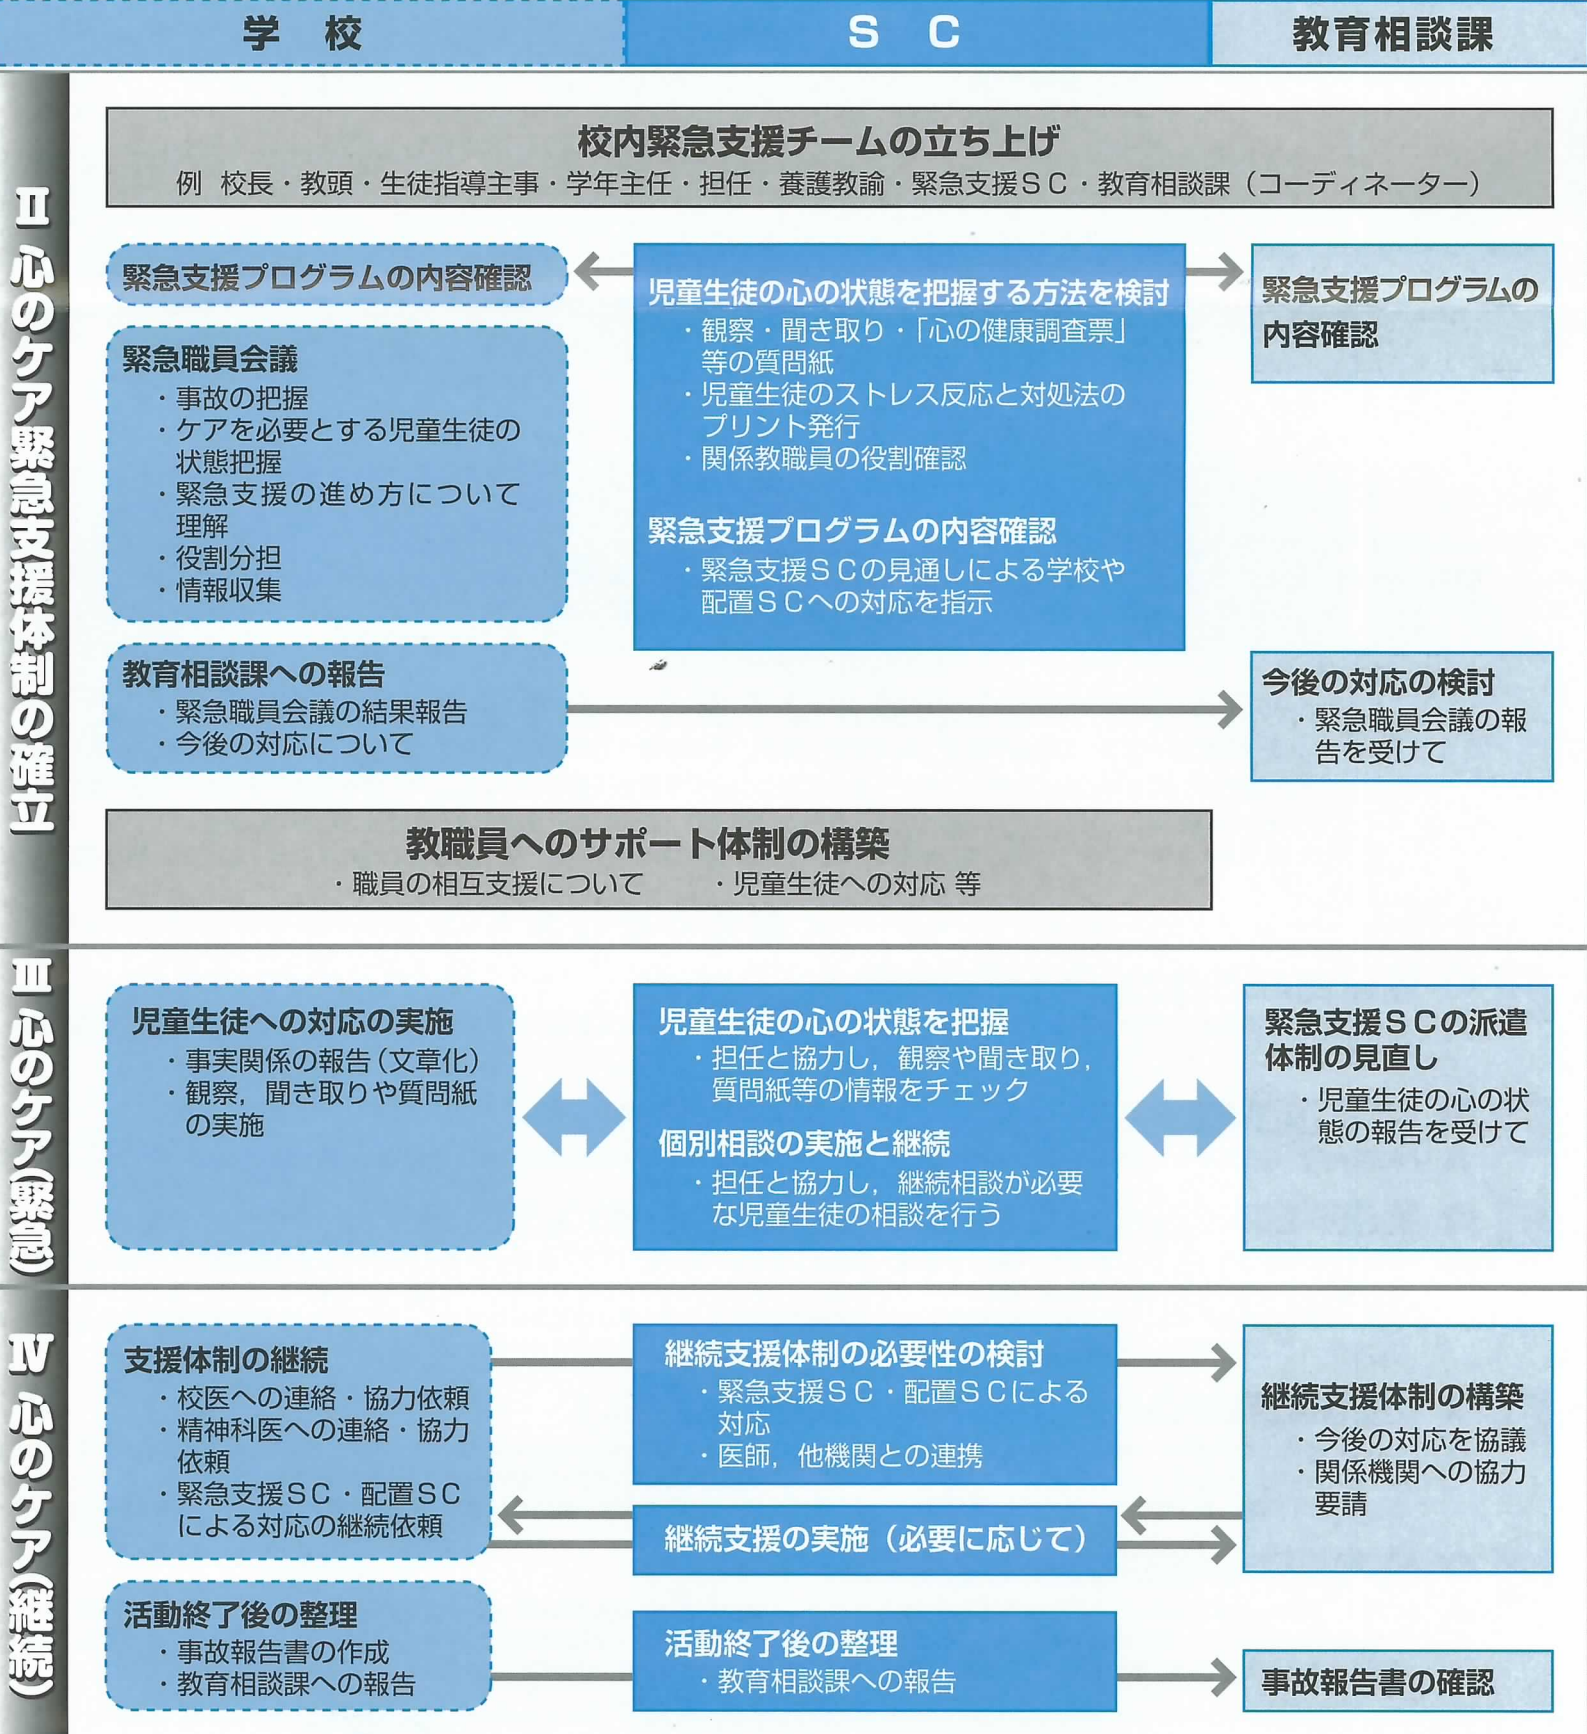 学 校
S C
教育相談課
Ⅱ 心のケア緊急支援体制の確立
校内緊急支援チームの立ち上げ
例 校長・教頭・生徒指導主事・学年主任・担任・養護教諭・緊急支援SC・教育相談課(コーディネーター)
緊急支援プログラムの内容確認
緊急職員会議
・事故の把握
・ケアを必要とする児童生徒の
状態把握
・緊急支援の進め方について
理解
・役割分担
・情報収集
児童生徒の心の状態を把握する方法を検討
・観察・聞き取り・「心の健康調査票」
等の質問紙
・児童生徒のストレス反応と対処法の
プリント発行
・関係教職員の役割確認
緊急支援プログラムの内容確認
・緊急支援SCの見通しによる学校や
配置SCへの対応を指示
緊急支援プログラムの
内容確認
教育相談課への報告
・緊急職員会議の結果報告
・今後の対応について
今後の対応の検討
・緊急職員会議の報
告を受けて
教職員へのサポート体制の構築
・職員の相互支援について ・児童生徒への対応 等
Ⅲ 心のケア(緊急)
児童生徒への対応の実施
・事実関係の報告(文章化)
・観察,聞き取りや質問紙
の実施
児童生徒の心の状態を把握
・担任と協力し,観察や聞き取り,
質問紙等の情報をチェック
個別相談の実施と継続
・担任と協力し,継続相談が必要
な児童生徒の相談を行う
緊急支援SCの派遣
体制の見直し
・児童生徒の心の状
態の報告を受けて
Ⅳ 心のケア(継続)
支援体制の継続
・校医への連絡・協力依頼
・精神科医への連絡・協力
依頼
・緊急支援SC・配置SC
による対応の継続依頼
継続支援体制の必要性の検討
・緊急支援SC・配置SCによる
対応
・医師,他機関との連携
継続支援の実施(必要に応じて)
継続支援体制の構築
・今後の対応を協議
・関係機関への協力
要請
活動終了後の整理
・事故報告書の作成
・教育相談課への報告
活動終了後の整理
・教育相談課への報告
事故報告書の確認